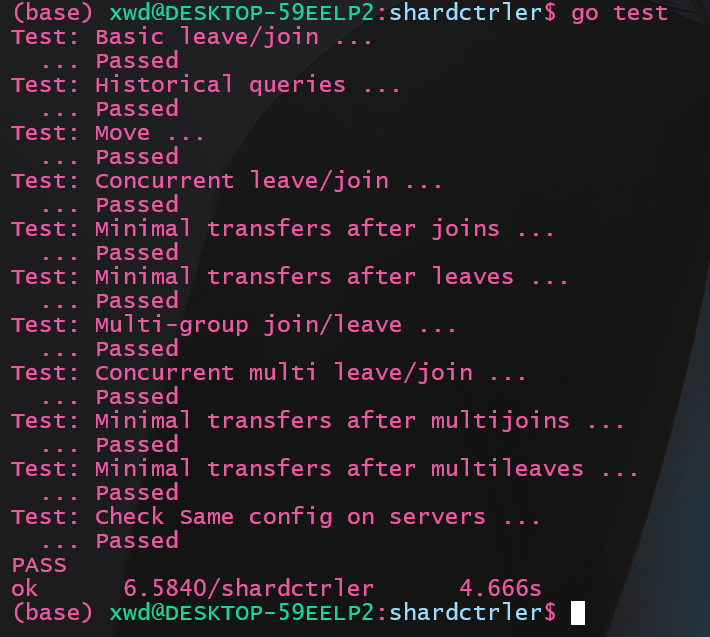 (base) xwd@DESKTOP-59EELP2:shardctrler$ go test
Test: Basic leave/join ...
  ... Passed
Test: Historical queries ...
  ... Passed
Test: Move ...
  ... Passed
Test: Concurrent leave/join ...
  ... Passed
Test: Minimal transfers after joins ...
  ... Passed
Test: Minimal transfers after leaves ...
  ... Passed
Test: Multi-group join/leave ...
  ... Passed
Test: Concurrent multi leave/join ...
  ... Passed
Test: Minimal transfers after multijoins ...
  ... Passed
Test: Minimal transfers after multileaves ...
  ... Passed
Test: Check Same config on servers ...
  ... Passed
PASS
ok      6.5840/shardctrler      4.666s
(base) xwd@DESKTOP-59EELP2:shardctrler$